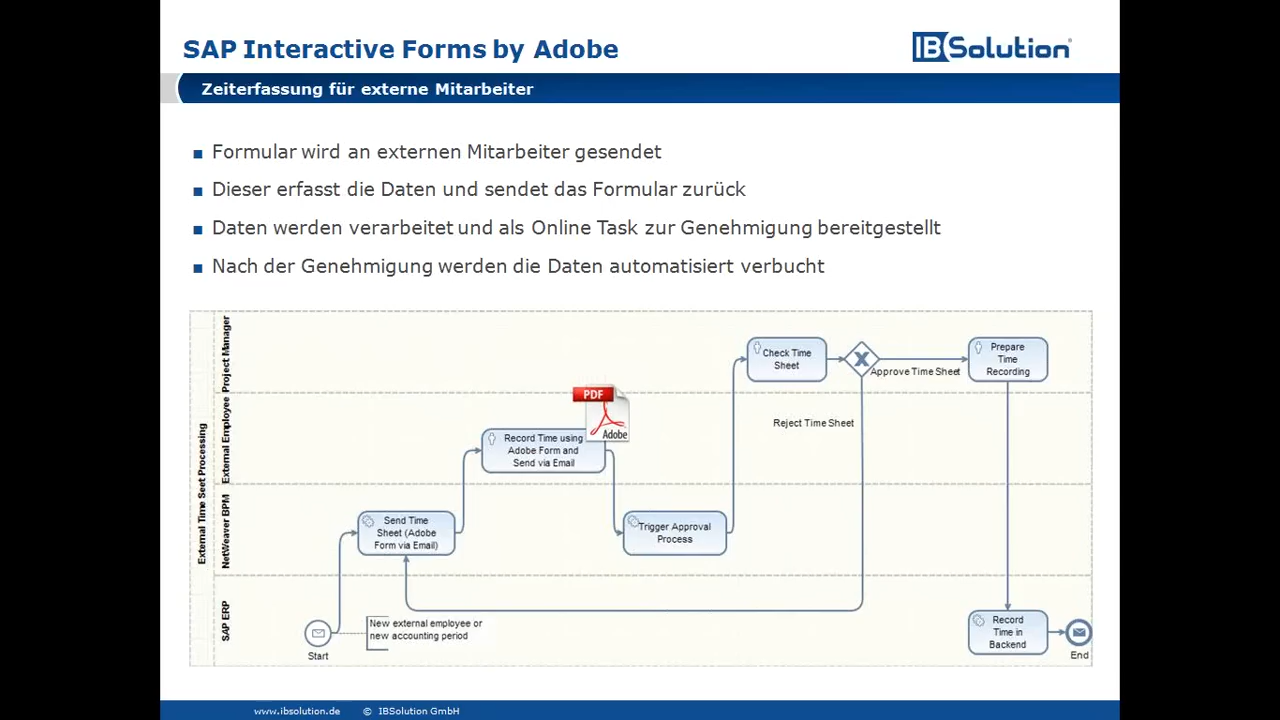 SAP Interactive Forms by Adobe
IBSolution
Zeiterfassung für externe Mitarbeiter
Formular wird an externen Mitarbeiter gesendet
Dieser erfasst die Daten und sendet das Formular zurück
Daten werden verarbeitet und als Online Task zur Genehmigung bereitgestellt
Nach der Genehmigung werden die Daten automatisiert verbucht
External Time Seet Processing
Project Manager
Check Time
Sheet
X
Approve Time Sheet
Prepare
Time
Recording
External Employee
PDF
Adobe
Record Time using
Adobe Form and
Send via Email
Reject Time Sheet
NetWeaver BPM
Send Time
Sheet (Adobe
Form via Email)
Trigger Approval
Process
SAP ERP
Start
New external employee or
new accounting period
Record
Time in
Backend
End
www.ibsolution.de © IBSolution GmbH